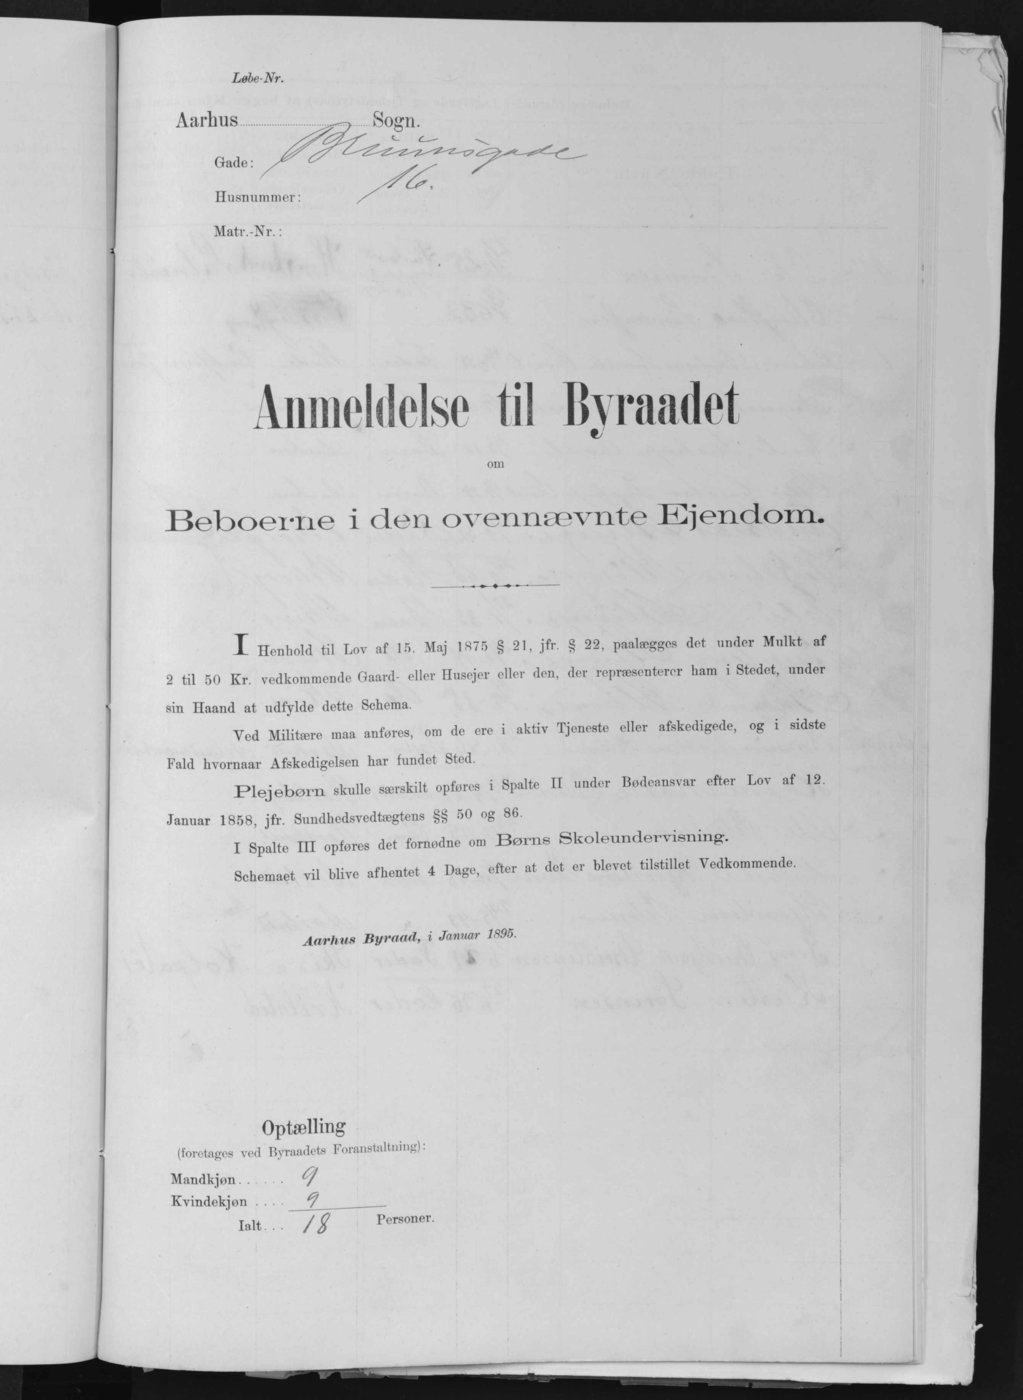 Løbe-Nr.
Aarhus Sogn.
Gade: Bruunsgade
Husnummer: 16.
Matr.-Nr.:
Anmeldelse til Byraadet
om
Beboerne i den ovennævnte Ejendom.
I Henhold til Lov af 15. Maj 1875 § 21, jfr. § 22, paalægges det under Mulkt af
2 til 50 Kr. vedkommende Gaard- eller Husejer eller den, der repræsenterer ham i Stedet, under
sin Haand at udfylde dette Schema.
Ved Militære maa anføres, om de ere i aktiv Tjeneste eller afskedigede, og i sidste
Fald hvornaar Afskedigelsen har fundet Sted.
Plejebørn skulle særskilt opføres i Spalte II under Bødeansvar efter Lov af 12.
Januar 1858, jfr. Sundhedsvedtægtens §§ 50 og 86.
I Spalte III opføres det fornødne om Børns Skoleundervisning.
Schemaet vil blive afhentet 4 Dage, efter at det er blevet tilstillet Vedkommende.
Aarhus Byraad, i Januar 1895.
Optælling
(foretages ved Byraadets Foranstaltning):
Mandkjøn...... 9
Kvindekjøn.... 9
Ialt... 18 Personer.